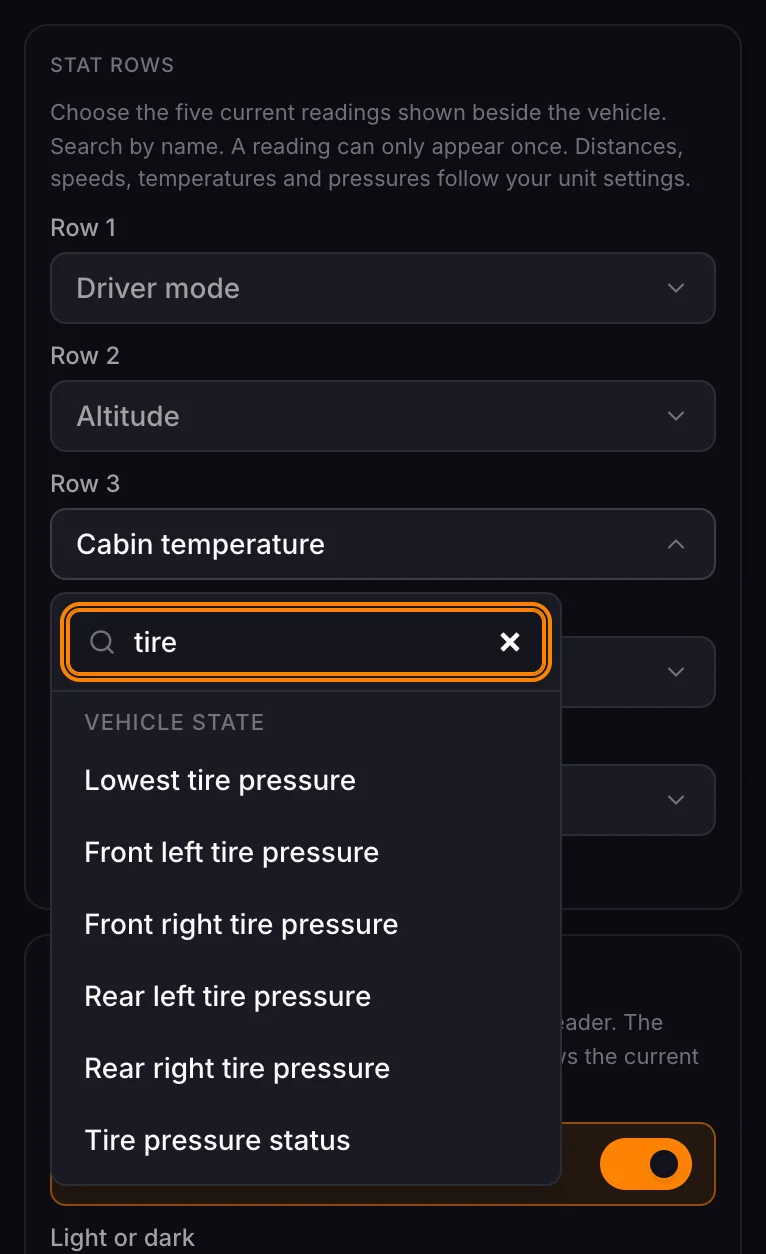 STAT ROWS
Choose the five current readings shown beside the vehicle.
Search by name. A reading can only appear once. Distances,
speeds, temperatures and pressures follow your unit settings.
Row 1
Driver mode
Row 2
Altitude
Row 3
Cabin temperature
tire
VEHICLE STATE
Lowest tire pressure
Front left tire pressure
Front right tire pressure
Rear left tire pressure
The
Rear right tire pressure
the current
Tire pressure status
Light or dark